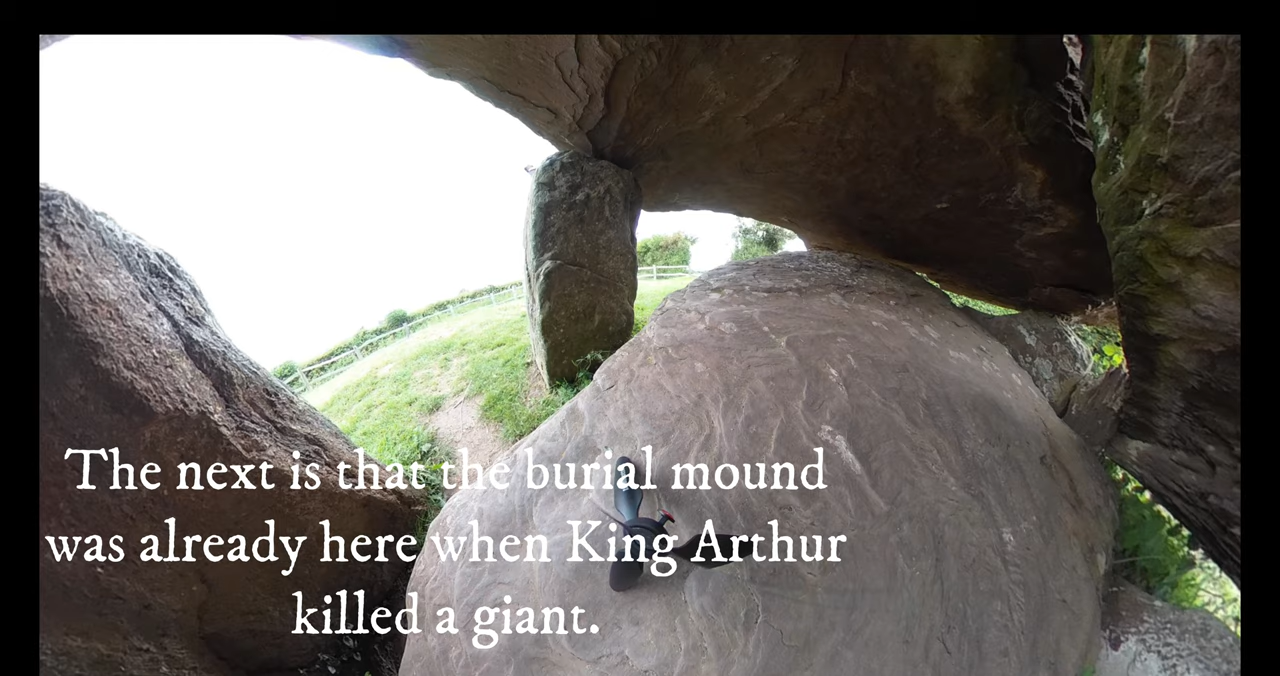 The next is that the burial mound
was already here when King Arthur
killed a giant.